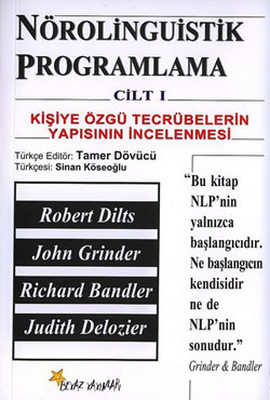 Nörolinguistik
Programlama
CİLT I
KİŞİYE ÖZGÜ TECRÜBELERİN
YAPISININ İNCELENMESİ
Türkçe Editör: Tamer Dövücü
Türkçesi: Sinan Köseoğlu
Robert Dilts
John Grinder
Richard Bandler
Judith Delozier
"Bu kitap
NLP'nin
yalnızca
başlangıcıdır.
Ne başlangıcın
kendisidir
ne de
NLP'nin
sonudur."
Grinder & Bandler
BEYAZ YAYINLARI